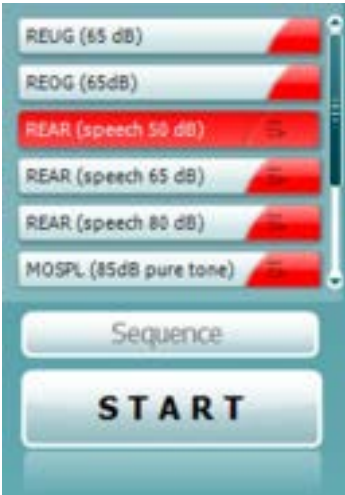 REUG (65 dB)
REOG (65dB)
REAR (speech 50 dB)
REAR (speech 65 dB)
REAR (speech 80 dB)
MOSPL (85dB pure tone)
Sequence
START